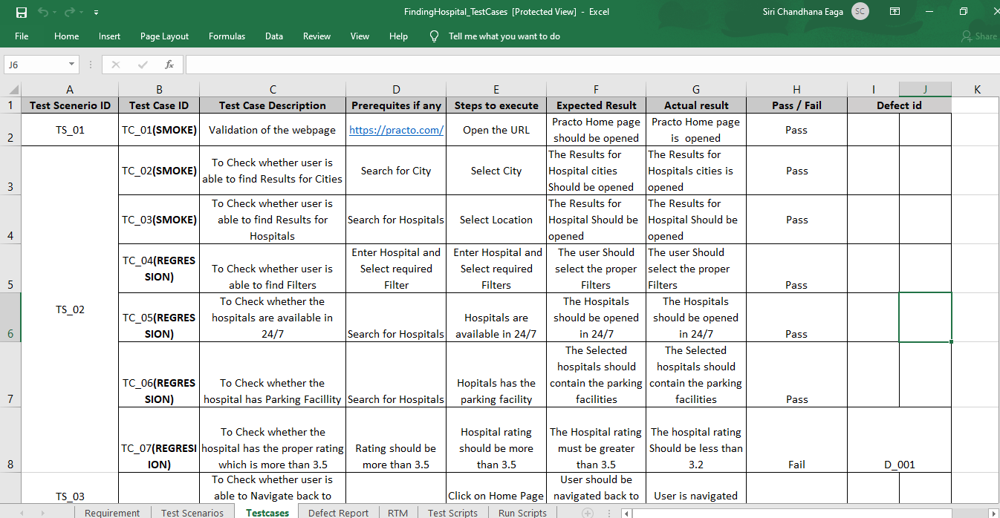 FindingHospital_TestCases [Protected View] - Excel
Siri Chandhana Eaga
SC
File Home Insert Page Layout Formulas Data Review View Help Tell me what you want to do
Share
J6
fx
A B C D E F G H I J K
1 Test Scenerio ID Test Case ID Test Case Description Prerequites if any Steps to execute Expected Result Actual result Pass / Fail Defect id
2
TS_01
TC_01(SMOKE)
Validation of the webpage
https://practo.com/
Open the URL
Practo Home page
should be opened
Practo Home page
is opened
Pass
3
TC_02(SMOKE)
To Check whether user is
able to find Results for Cities
Search for City
Select City
The Results for
Hospital cities
Should be opened
The Results for
Hospitals cities is
opened
Pass
4
TC_03(SMOKE)
To Check whether user is
able to find Results for
Hospitals
Search for Hospitals
Select Location
The Results for
Hospital Should be
opened
The Results for
Hospital Should be
opened
Pass
5
TC_04(REGRES
SION)
To Check whether user is
able to find Filters
Enter Hospital and
Select required
Filter
Enter Hospital and
Select required
Filters
The user Should
select the proper
Filters
The user Should
select the proper
Filters
Pass
6
TS_02
TC_05(REGRES
SION)
To Check whether the
hospitals are available in
24/7
Search for Hospitals
Hospitals are
available in 24/7
The Hospitals
should be opened
in 24/7
The Hospitals
should be opened
in 24/7
Pass
7
TC_06(REGRES
SION)
To Check whether the
hospital has Parking Facillity
Search for Hospitals
Hopitals has the
parking facility
The Selected
hospitals should
contain the parking
facilities
The Selected
hospitals should
contain the parking
facilities
Pass
8
TC_07(REGRESI
ION)
To Check whether the
hospital has the proper rating
which is more than 3.5
Rating should be
more than 3.5
Hospital rating
should be more
than 3.5
The Hospital rating
must be greater
than 3.5
The hospital rating
Should be less than
3.2
Fail
D_001
TS_03
To Check whether user is
able to Navigate back to
Click on Home Page
User should be
navigated back to
User is navigated
Requirement Test Scenarios Testcases Defect Report RTM Test Scripts Run Scripts